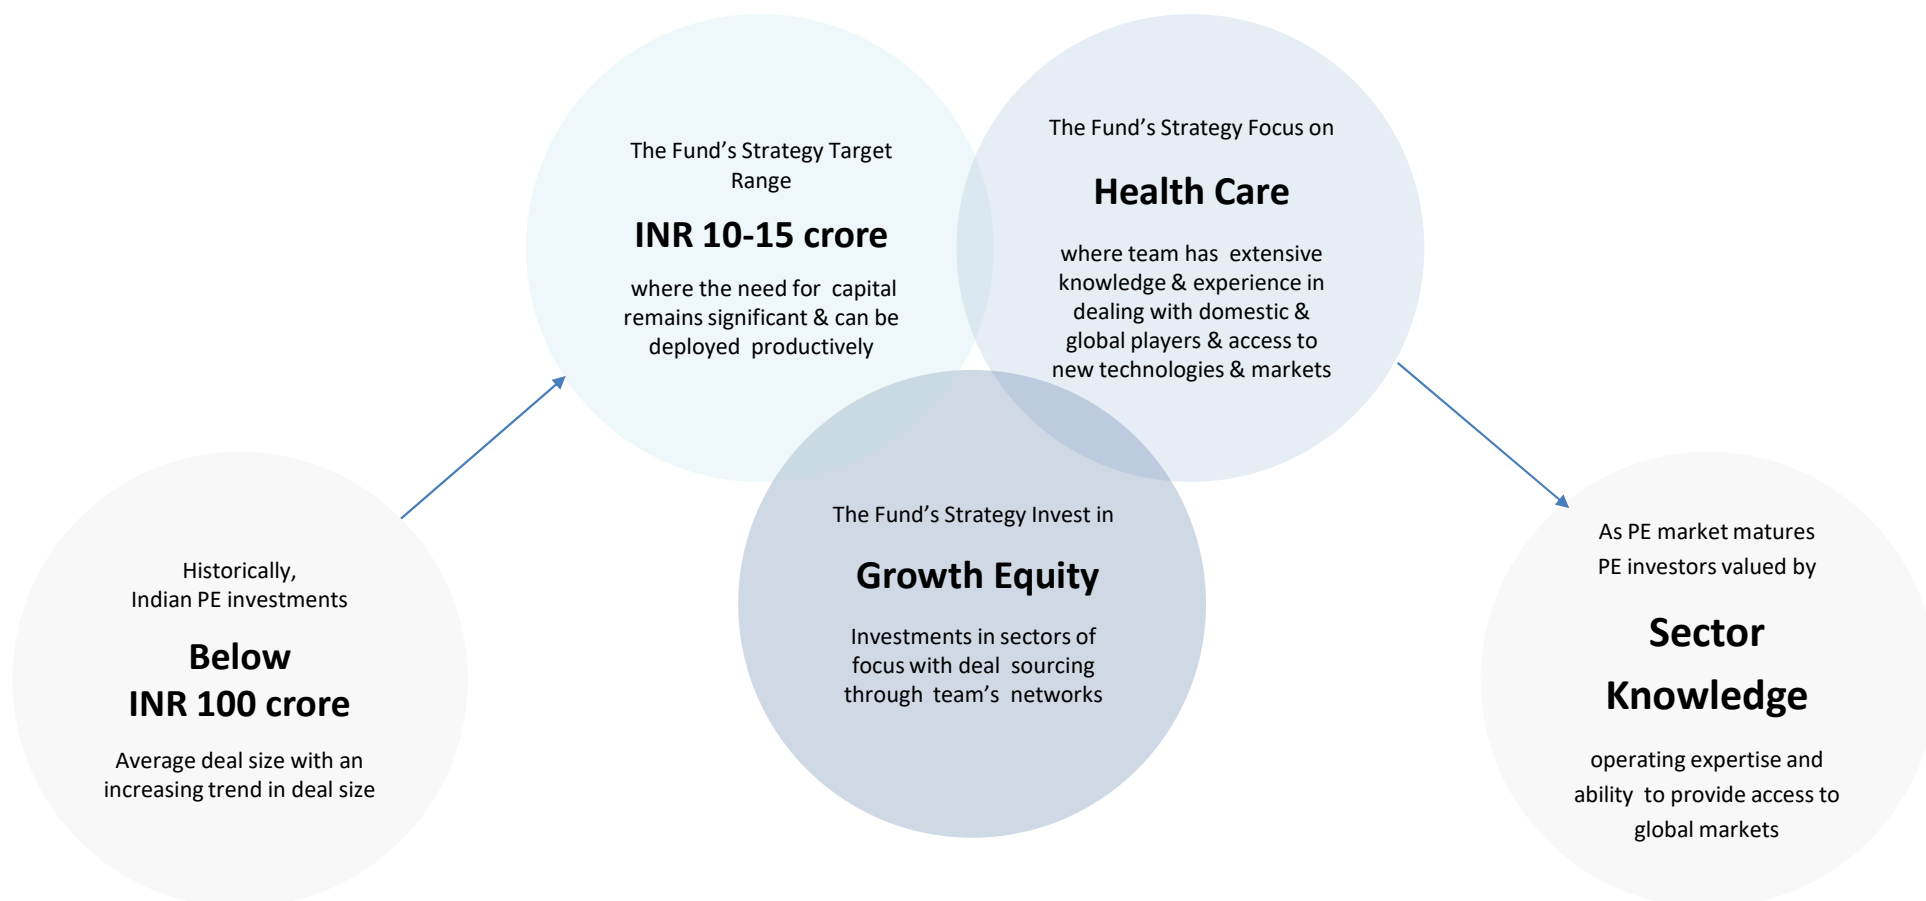 The Fund’s Strategy Target
Range
INR 10-15 crore
where the need for capital
remains significant & can be
deployed productively
The Fund’s Strategy Focus on
Health Care
where team has extensive
knowledge & experience in
dealing with domestic &
global players & access to
new technologies & markets
The Fund’s Strategy Invest in
Growth Equity
Investments in sectors of
focus with deal sourcing
through team’s networks
Historically,
Indian PE investments
Below
INR 100 crore
Average deal size with an
increasing trend in deal size
As PE market matures
PE investors valued by
Sector
Knowledge
operating expertise and
ability to provide access to
global markets